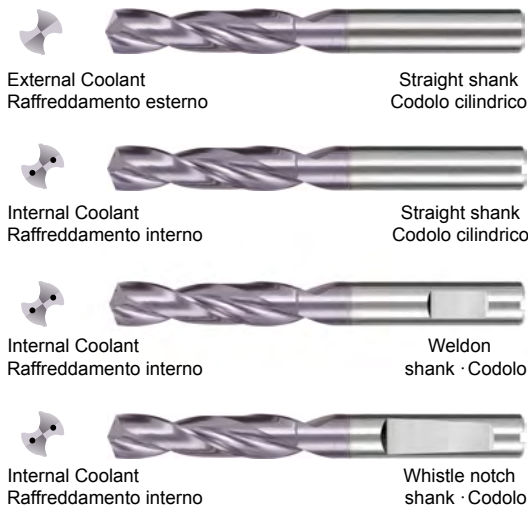 External Coolant
Raffreddamento esterno
Straight shank
Codolo cilindrico
Internal Coolant
Raffreddamento interno
Straight shank
Codolo cilindrico
Internal Coolant
Raffreddamento interno
Weldon
shank · Codolo
Internal Coolant
Raffreddamento interno
Whistle notch
shank · Codolo